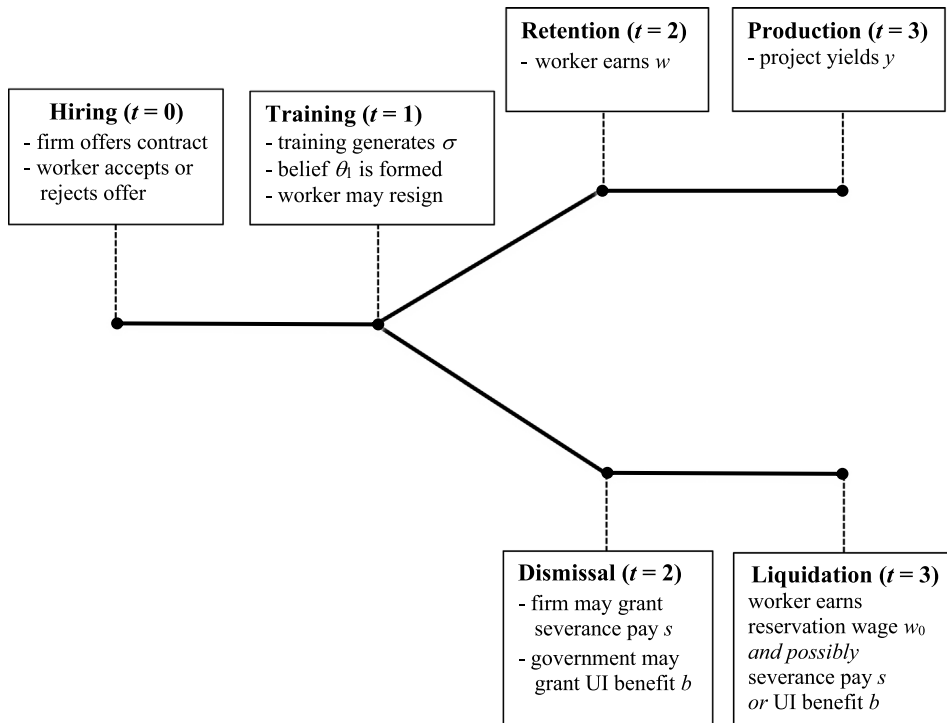 Hiring (t = 0)
- firm offers contract
- worker accepts or
rejects offer
Training (t = 1)
- training generates σ
- belief θ₁ is formed
- worker may resign
Retention (t = 2)
- worker earns w
Production (t = 3)
- project yields y
Dismissal (t = 2)
- firm may grant
severance pay s
- government may
grant UI benefit b
Liquidation (t = 3)
worker earns
reservation wage w₀
and possibly
severance pay s
or UI benefit b